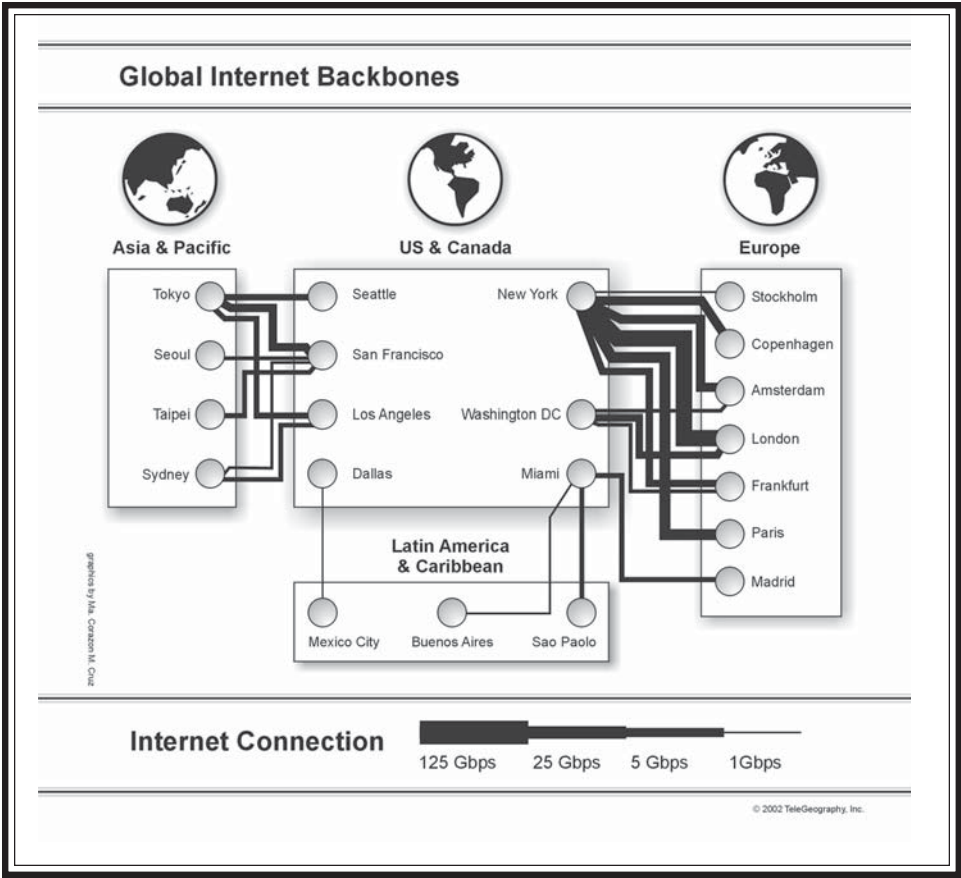 Global Internet Backbones
Asia & Pacific
US & Canada
Europe
Tokyo
Seattle
New York
Stockholm
Copenhagen
Seoul
San Francisco
Amsterdam
Taipei
Los Angeles
Washington DC
London
Sydney
Dallas
Miami
Frankfurt
Paris
Madrid
Latin America
& Caribbean
Mexico City
Buenos Aires
Sao Paolo
graphics by Ma. Corazon M. Cruz
Internet Connection
125 Gbps
25 Gbps
5 Gbps
1Gbps
© 2002 TeleGeography, Inc.